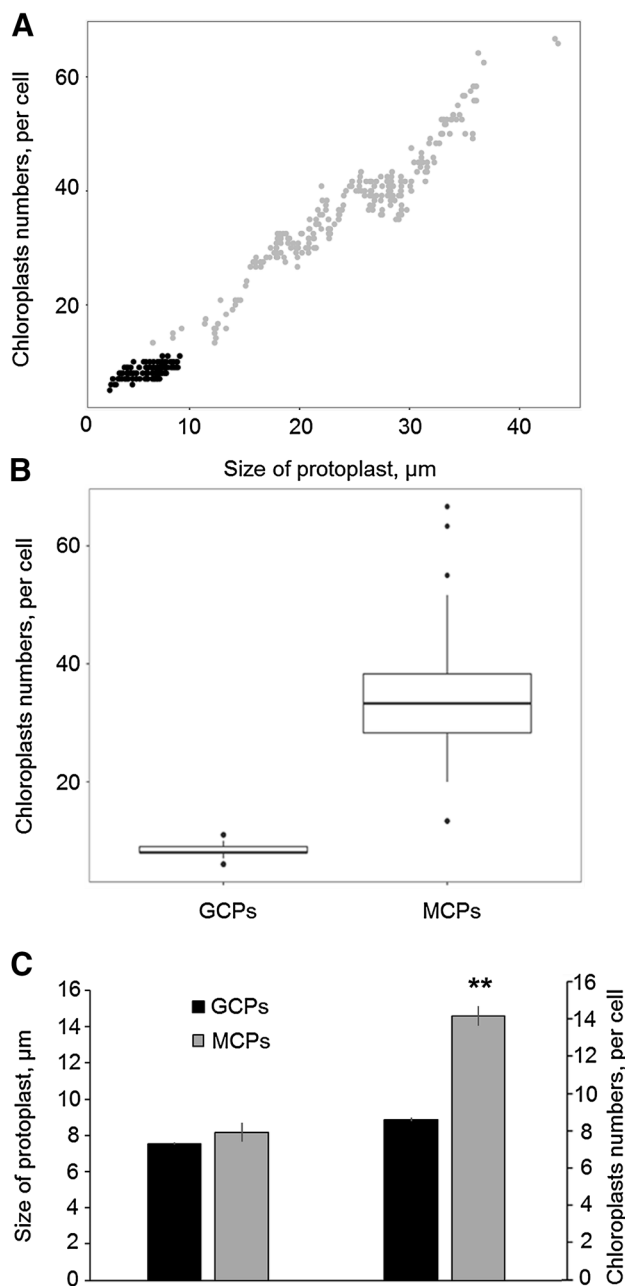 A
Chloroplasts numbers, per cell
60
40
20
0 10 20 30 40
Size of protoplast, µm
B
Chloroplasts numbers, per cell
60
40
20
GCPs MCPs
C
Size of protoplast, µm
16
14
12
10
8
6
4
2
0
GCPs
MCPs
**
16
14
12
10
8
6
4
2
0
Chloroplasts numbers, per cell